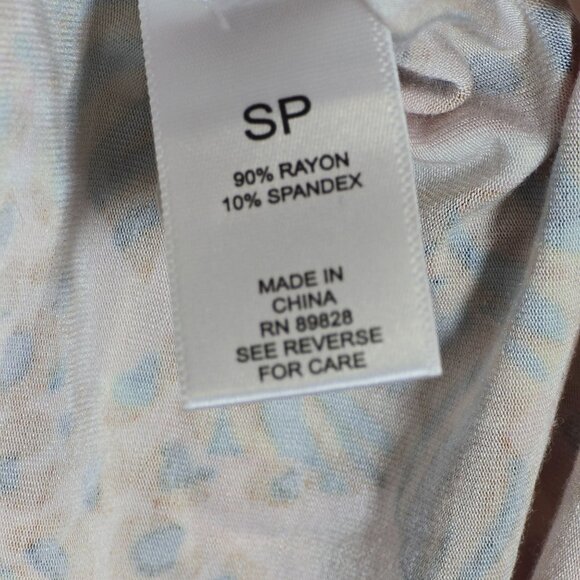 SP
90% RAYON
10% SPANDEX
MADE IN
CHINA
RN 89828
SEE REVERSE
FOR CARE